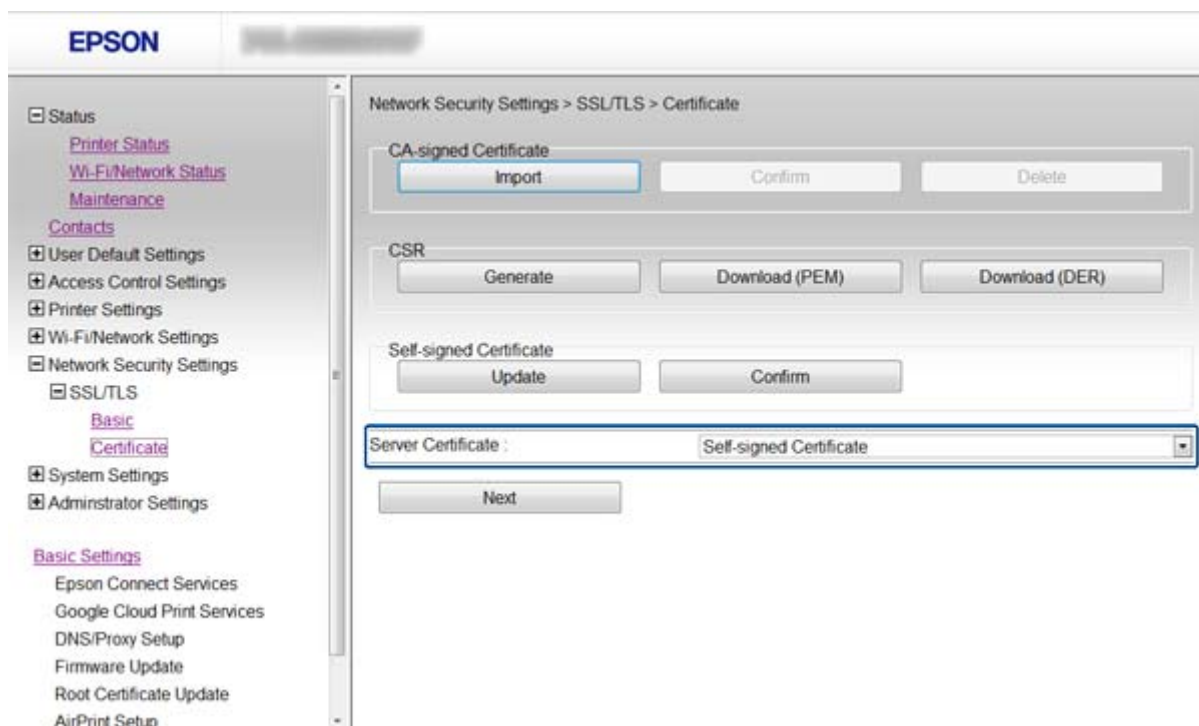 EPSON
Status
Printer Status
Wi-Fi/Network Status
Maintenance
Contacts
User Default Settings
Access Control Settings
Printer Settings
Wi-Fi/Network Settings
Network Security Settings
SSL/TLS
Basic
Certificate
System Settings
Adminstrator Settings
Basic Settings
Epson Connect Services
Google Cloud Print Services
DNS/Proxy Setup
Firmware Update
Root Certificate Update
AirPrint Setup
Network Security Settings > SSL/TLS > Certificate
CA-signed Certificate
Import Confirm Delete
CSR
Generate Download (PEM) Download (DER)
Self-signed Certificate
Update Confirm
Server Certificate : Self-signed Certificate
Next